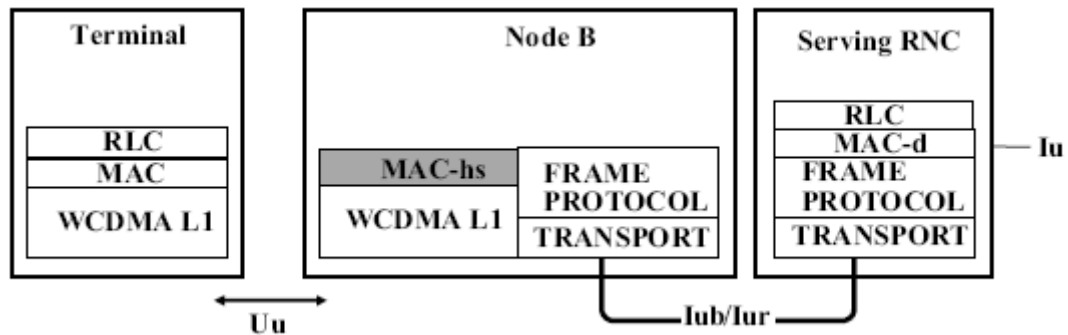 Terminal
RLC
MAC
WCDMA L1
Node B
MAC-hs
WCDMA L1
FRAME
PROTOCOL
TRANSPORT
Serving RNC
RLC
MAC-d
FRAME
PROTOCOL
TRANSPORT
Iu
Uu
Iub/Iur